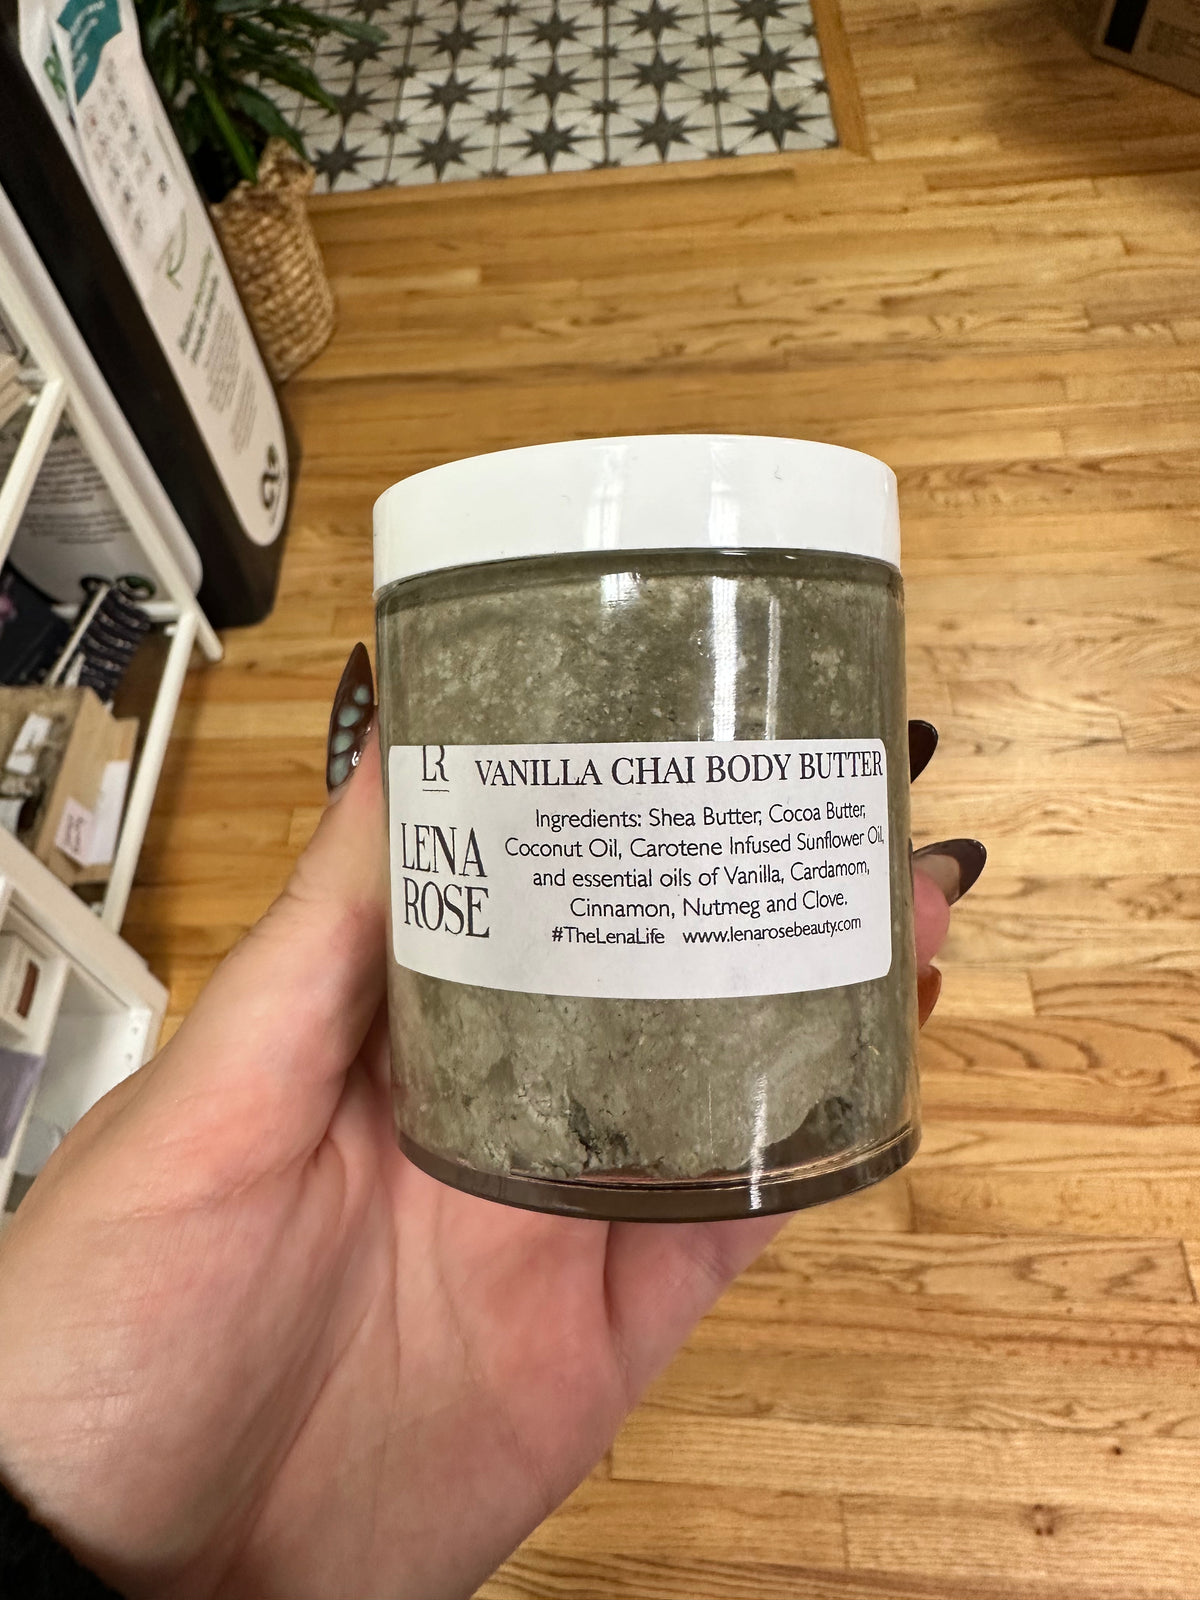 LR
LENA
ROSE
VANILLA CHAI BODY BUTTER
Ingredients: Shea Butter, Cocoa Butter,
Coconut Oil, Carotene Infused Sunflower Oil,
and essential oils of Vanilla, Cardamom,
Cinnamon, Nutmeg and Clove.
#TheLenaLife www.lenarosebeauty.com